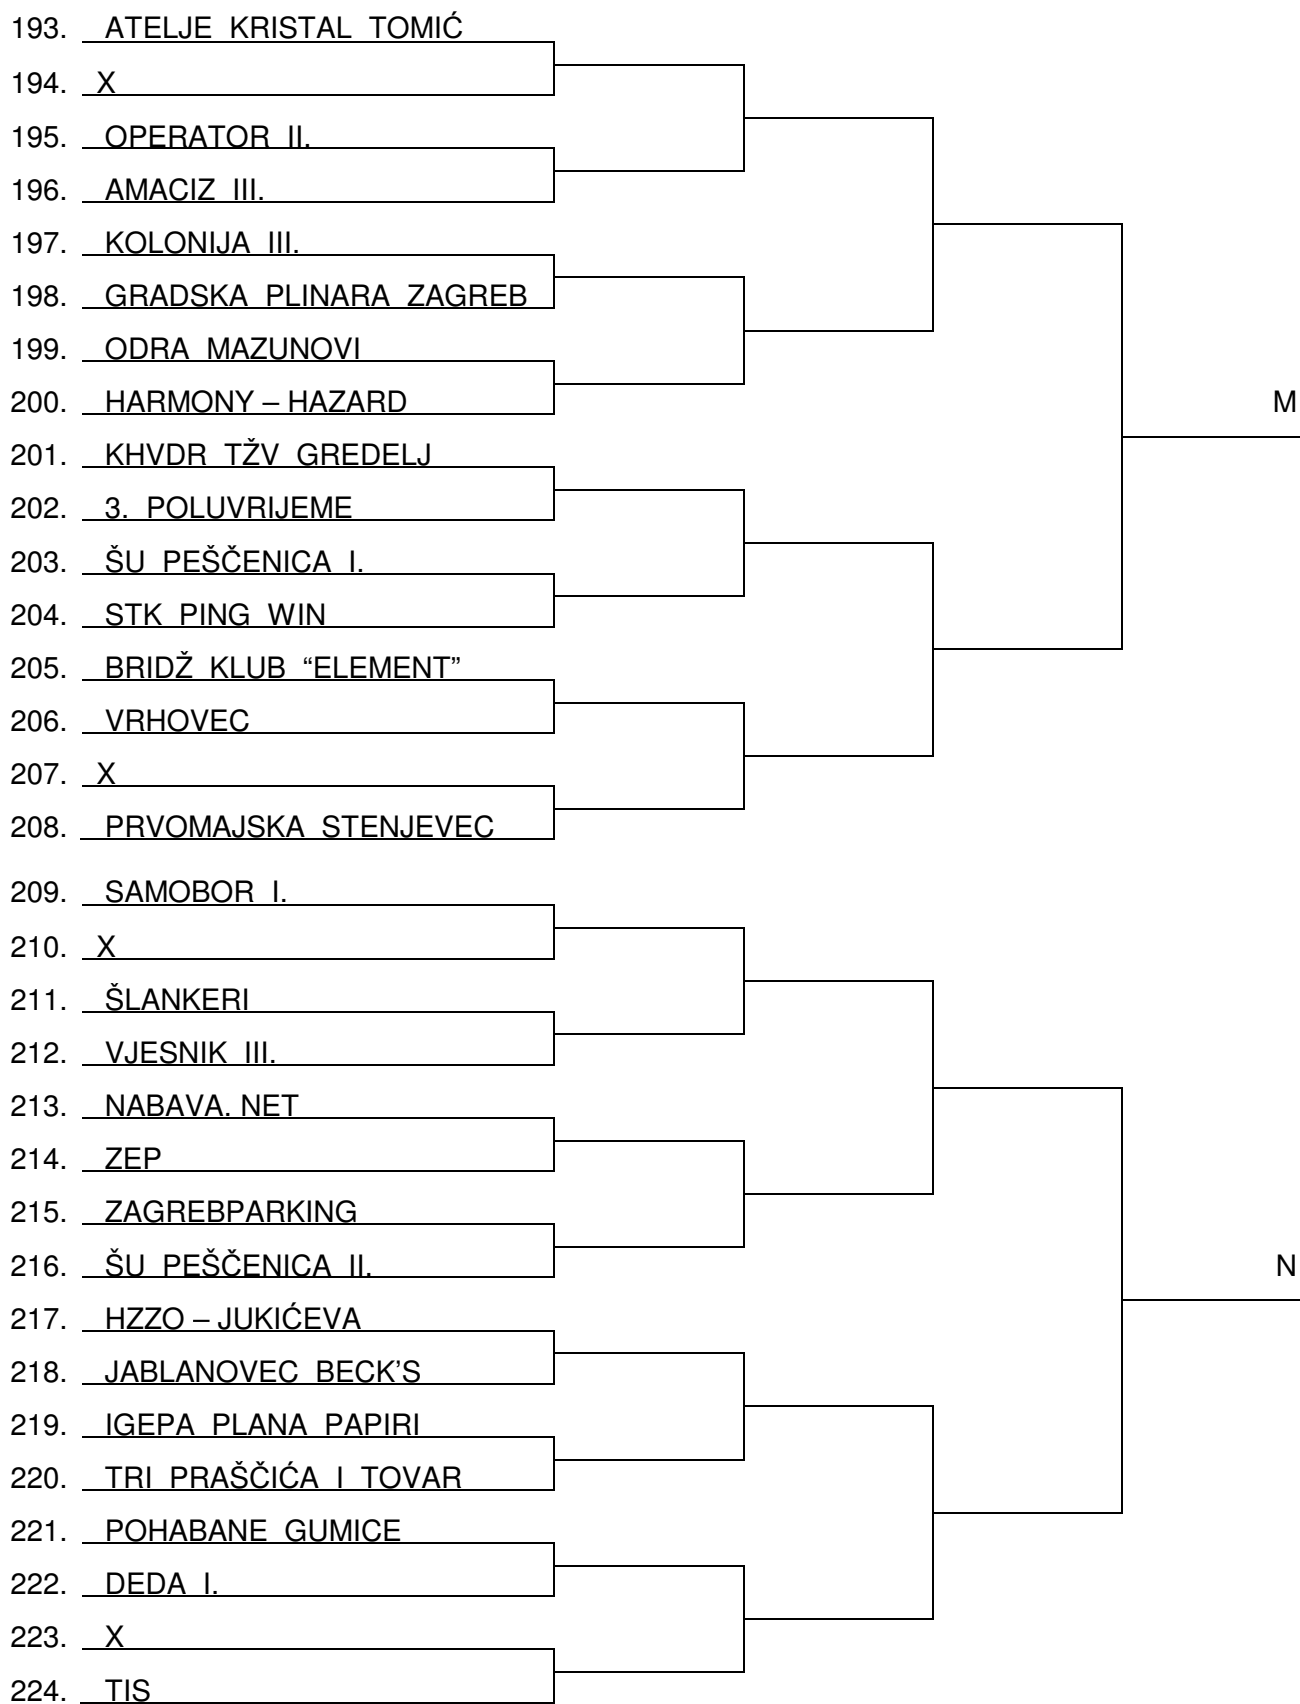 193. ATELJE KRISTAL TOMIĆ
194. X
195. OPERATOR II.
196. AMACIZ III.
197. KOLONIJA III.
198. GRADSKA PLINARA ZAGREB
199. ODRA MAZUNOVI
200. HARMONY – HAZARD M
201. KHVDR TŽV GREDELJ
202. 3. POLUVRIJEME
203. ŠU PEŠČENICA I.
204. STK PING WIN
205. BRIDŽ KLUB “ELEMENT”
206. VRHOVEC
207. X
208. PRVOMAJSKA STENJEVEC
209. SAMOBOR I.
210. X
211. ŠLANKERI
212. VJESNIK III.
213. NABAVA. NET
214. ZEP
215. ZAGREBPARKING
216. ŠU PEŠČENICA II. N
217. HZZO – JUKIĆEVA
218. JABLANOVEC BECK’S
219. IGEPA PLANA PAPIRI
220. TRI PRAŠČIĆA I TOVAR
221. POHABANE GUMICE
222. DEDA I.
223. X
224. TIS